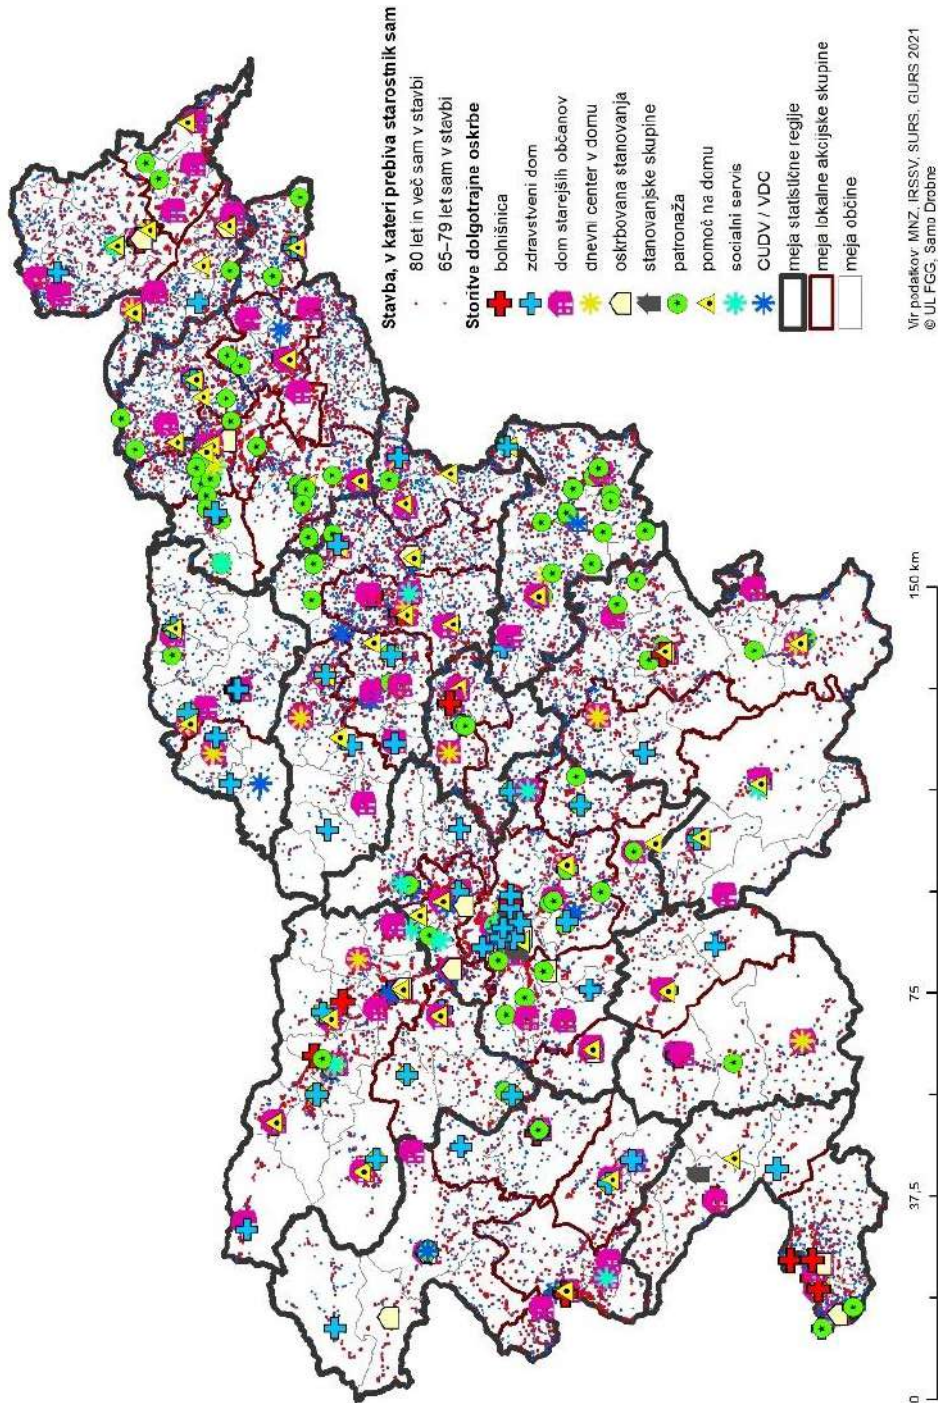 Stavba, v kateri prebiva starostnik sam
80 let in več sam v stavbi
65–79 let sam v stavbi
Storitve dolgotrajne oskrbe
bolnišnica
zdravstveni dom
dom starejših občanov
dnevni center v domu
oskrbovana stanovanja
stanovanjske skupine
patronaža
pomoč na domu
socialni servis
CUDV / VDC
meja statistične regije
meja lokalne akcijske skupine
meja občine
Vir podatkov: MNZ, IRSSV, SURS, GURS 2021
© UL FGG, Samo Drobne
0 37,5 75 150 km